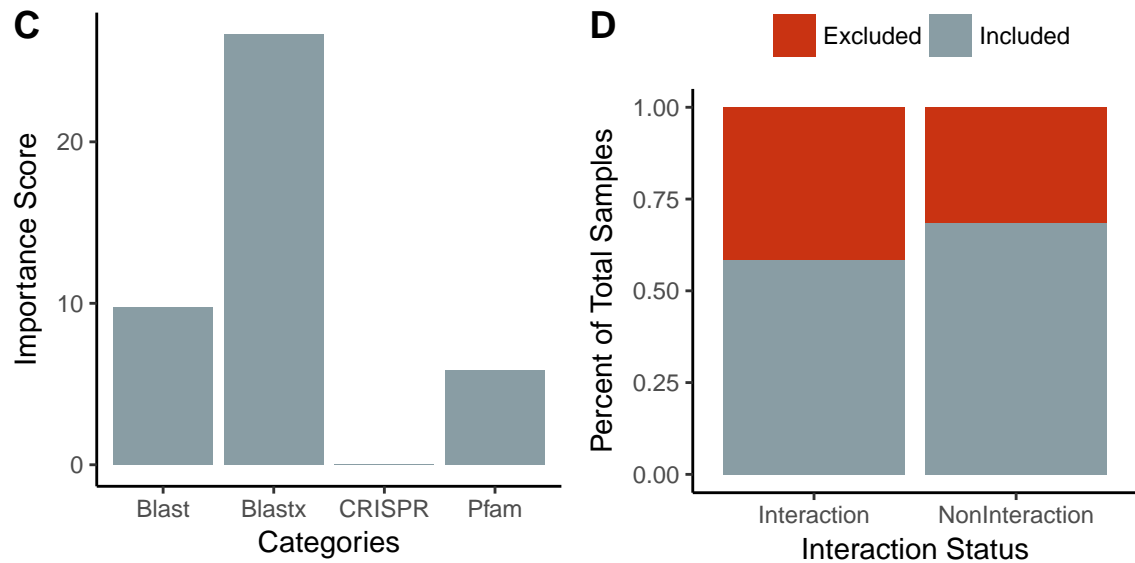 C
Importance Score
20
10
0
Blast Blastx CRISPR Pfam
Categories
D
Excluded Included
Percent of Total Samples
1.00
0.75
0.50
0.25
0.00
Interaction NonInteraction
Interaction Status